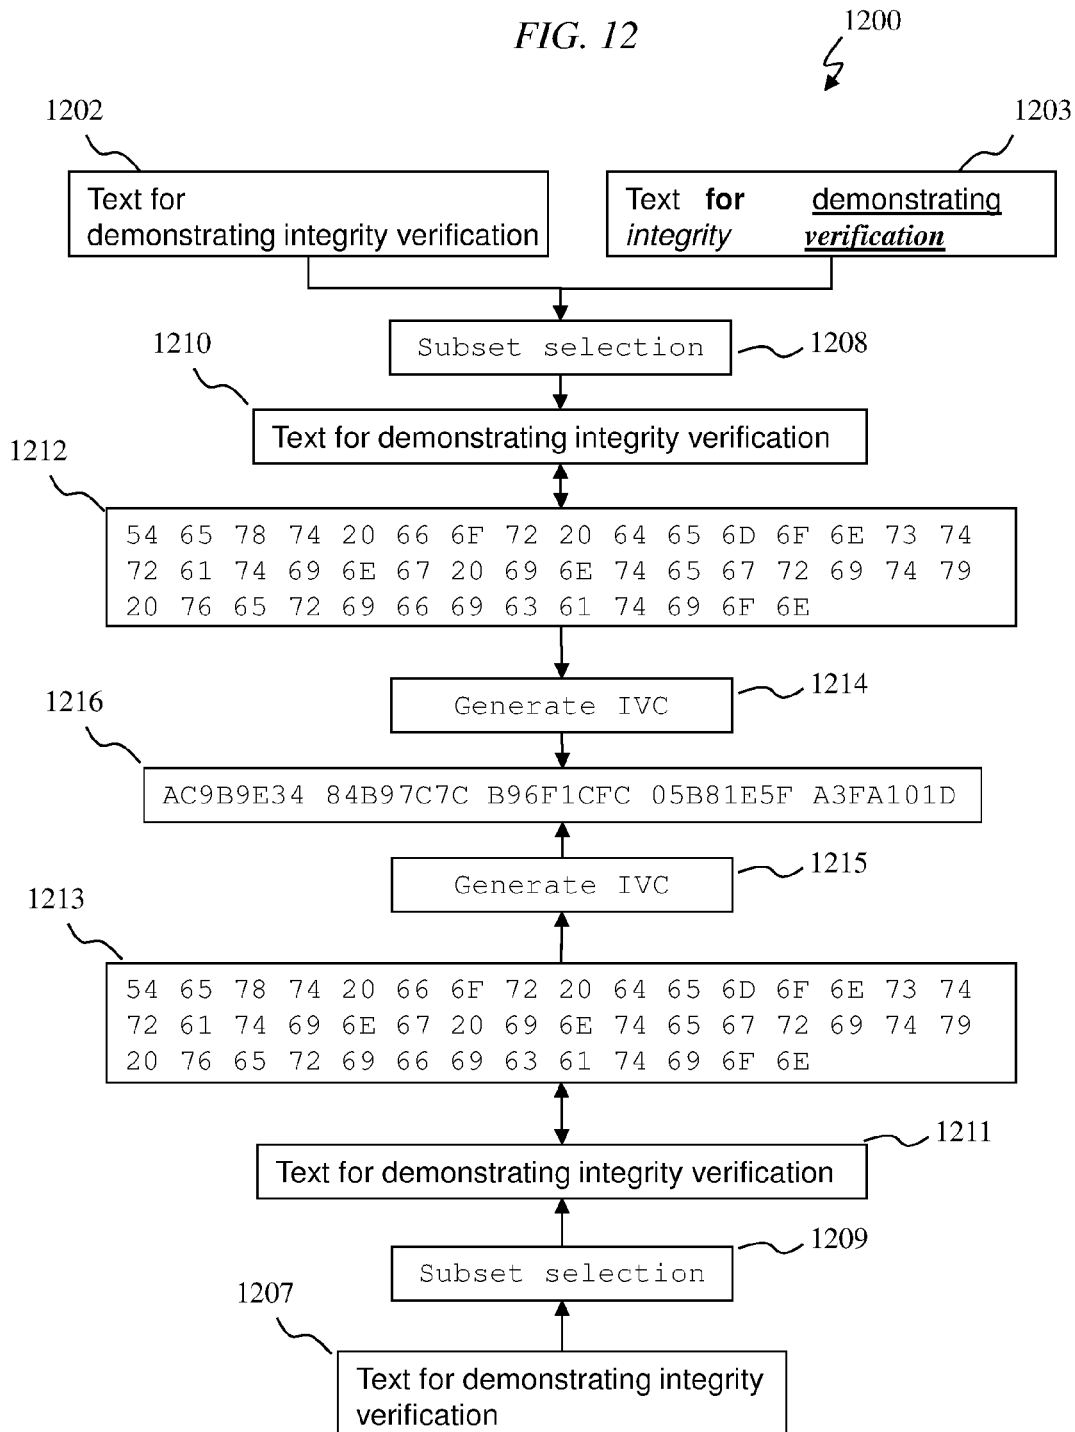 FIG. 12
1200
1202
1203
Text for
demonstrating integrity verification
Text for demonstrating
integrity verification
1210
Subset selection
1208
Text for demonstrating integrity verification
1212
54 65 78 74 20 66 6F 72 20 64 65 6D 6F 6E 73 74
72 61 74 69 6E 67 20 69 6E 74 65 67 72 69 74 79
20 76 65 72 69 66 69 63 61 74 69 6F 6E
1214
Generate IVC
1216
AC9B9E34 84B97C7C B96F1CFC 05B81E5F A3FA101D
1215
Generate IVC
1213
54 65 78 74 20 66 6F 72 20 64 65 6D 6F 6E 73 74
72 61 74 69 6E 67 20 69 6E 74 65 67 72 69 74 79
20 76 65 72 69 66 69 63 61 74 69 6F 6E
1211
Text for demonstrating integrity verification
1209
Subset selection
1207
Text for demonstrating integrity
verification